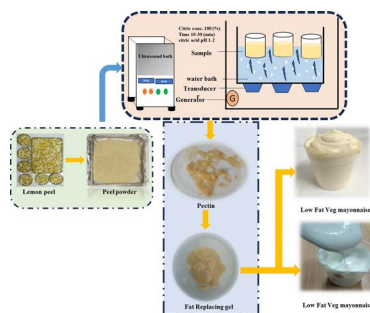 Citric conc. 100 (%)
Time 10-30 (min)
citric acid pH 1-2
Ultrasound bath
Sample
water bath
Transducer
r
Generator
G
Lemon peel
Peel powder
Pectin
Fat Replacing gel
Low Fat Veg mayonnaise
Low Fat Veg mayonnaise